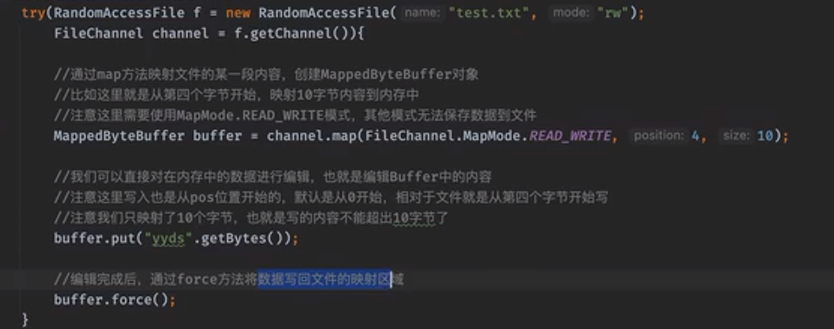 try(RandomAccessFile f = new RandomAccessFile( name: "test.txt", mode: "rw");
FileChannel channel = f.getChannel()){
//通过map方法映射文件的某一段内容，创建MappedByteBuffer对象
//比如这里就是从第四个字节开始，映射10字节内容到内存中
//注意这里需要使用MapMode.READ_WRITE模式，其他模式无法保存数据到文件
MappedByteBuffer buffer = channel.map(FileChannel.MapMode.READ_WRITE, position: 4, size: 10);
//我们可以直接对在内存中的数据进行编辑，也就是编辑Buffer中的内容
//注意这里写入也是从pos位置开始的，默认是从0开始，相对于文件就是从第四个字节开始写
//注意我们只映射了10个字节，也就是写的内容不能超出10字节了
buffer.put("yyds".getBytes());
//编辑完成后，通过force方法将数据写回文件的映射区域
buffer.force();
}